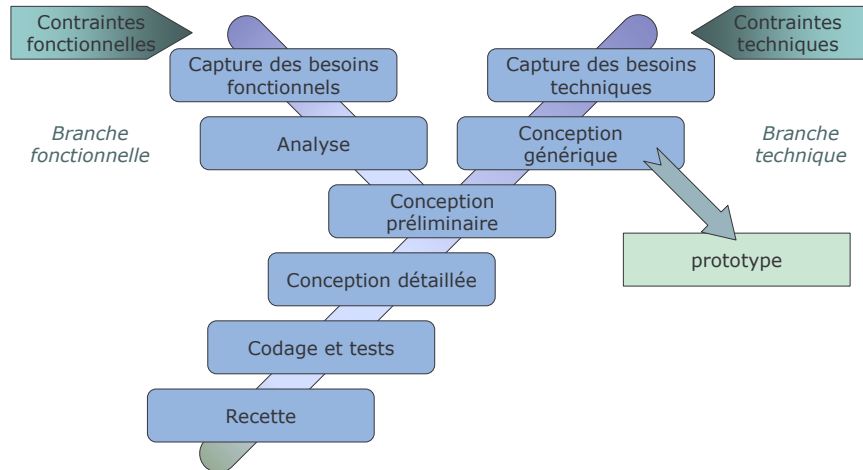 Contraintes
fonctionnelles
Contraintes
techniques
Capture des besoins
fonctionnels
Capture des besoins
techniques
Branche
fonctionnelle
Analyse
Conception
générique
Branche
technique
Conception
préliminaire
prototype
Conception détaillée
Codage et tests
Recette